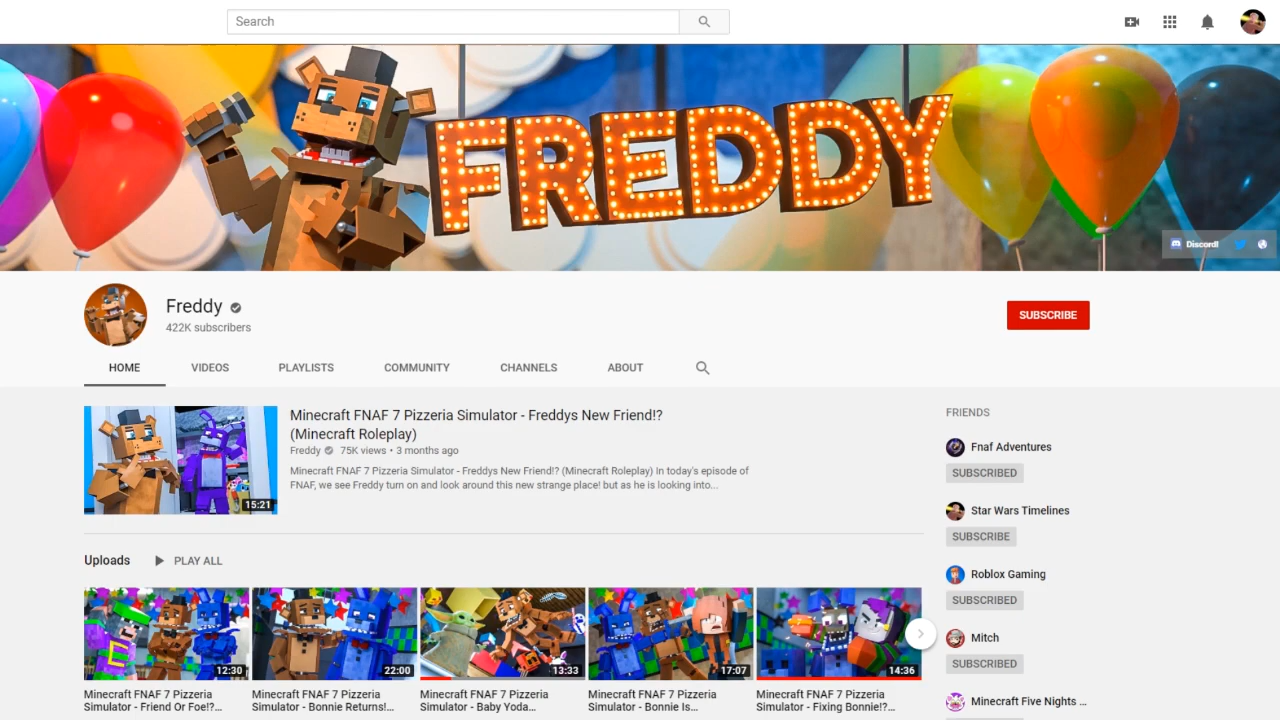 Search
FREDDY
Discord!
Freddy
422K subscribers
SUBSCRIBE
HOME
VIDEOS
PLAYLISTS
COMMUNITY
CHANNELS
ABOUT
15:21
Minecraft FNAF 7 Pizzeria Simulator - Freddys New Friend!?
(Minecraft Roleplay)
Freddy 75K views • 3 months ago
Minecraft FNAF 7 Pizzeria Simulator - Freddys New Friend!? (Minecraft Roleplay) In today's episode of
FNAF, we see Freddy turn on and look around this new strange place! but as he is looking into...
Uploads
PLAY ALL
12:30
Minecraft FNAF 7 Pizzeria
Simulator - Friend Or Foe!?...
22:00
Minecraft FNAF 7 Pizzeria
Simulator - Bonnie Returns!...
13:33
Minecraft FNAF 7 Pizzeria
Simulator - Baby Yoda...
17:07
Minecraft FNAF 7 Pizzeria
Simulator - Bonnie Is...
14:36
Minecraft FNAF 7 Pizzeria
Simulator - Fixing Bonnie!?...
FRIENDS
Fnaf Adventures
SUBSCRIBED
Star Wars Timelines
SUBSCRIBE
Roblox Gaming
SUBSCRIBED
Mitch
SUBSCRIBED
Minecraft Five Nights ...